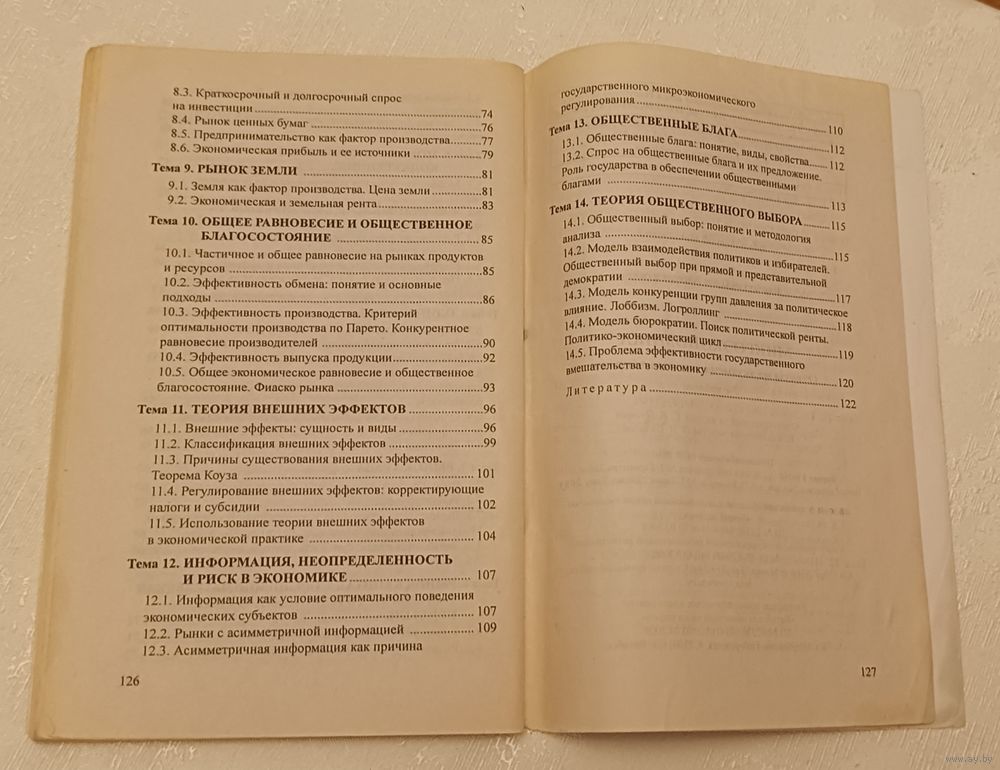 8.3. Краткосрочный и долгосрочный спрос
на инвестиции ........ 74
8.4. Рынок ценных бумаг ........ 76
8.5. Предпринимательство как фактор производства ........ 77
8.6. Экономическая прибыль и ее источники ........ 79
Тема 9. РЫНОК ЗЕМЛИ ........ 81
9.1. Земля как фактор производства. Цена земли ........ 81
9.2. Экономическая и земельная рента ........ 83
Тема 10. ОБЩЕЕ РАВНОВЕСИЕ И ОБЩЕСТВЕННОЕ
БЛАГОСОСТОЯНИЕ ........ 85
10.1. Частичное и общее равновесие на рынках продуктов
и ресурсов ........ 85
10.2. Эффективность обмена: понятие и основные
подходы ........ 86
10.3. Эффективность производства. Критерий
оптимальности производства по Парето. Конкурентное
равновесие производителей ........ 90
10.4. Эффективность выпуска продукции ........ 92
10.5. Общее экономическое равновесие и общественное
благосостояние. Фиаско рынка ........ 93
Тема 11. ТЕОРИЯ ВНЕШНИХ ЭФФЕКТОВ ........ 96
11.1. Внешние эффекты: сущность и виды ........ 96
11.2. Классификация внешних эффектов ........ 99
11.3. Причины существования внешних эффектов.
Теорема Коуза ........ 101
11.4. Регулирование внешних эффектов: корректирующие
налоги и субсидии ........ 102
11.5. Использование теории внешних эффектов
в экономической практике ........ 104
Тема 12. ИНФОРМАЦИЯ, НЕОПРЕДЕЛЕННОСТЬ
И РИСК В ЭКОНОМИКЕ ........ 107
12.1. Информация как условие оптимального поведения
экономических субъектов ........ 107
12.2. Рынки с асимметричной информацией ........ 109
12.3. Асимметричная информация как причина
126
государственного микроэкономического
регулирования ........ 110
Тема 13. ОБЩЕСТВЕННЫЕ БЛАГА ........ 112
13.1. Общественные блага: понятие, виды, свойства ........ 112
13.2. Спрос на общественные блага и их предложение.
Роль государства в обеспечении общественными
благами ........ 113
Тема 14. ТЕОРИЯ ОБЩЕСТВЕННОГО ВЫБОРА ........ 115
14.1. Общественный выбор: понятие и методология
анализа ........ 115
14.2. Модель взаимодействия политиков и избирателей.
Общественный выбор при прямой и представительной
демократии ........ 117
14.3. Модель конкуренции групп давления за политическое
влияние. Лоббизм. Логроллинг ........ 118
14.4. Модель бюрократии. Поиск политической ренты.
Политико-экономический цикл ........ 119
14.5. Проблема эффективности государственного
вмешательства в экономику ........ 120
Литература ........ 122
127
www.ay.by